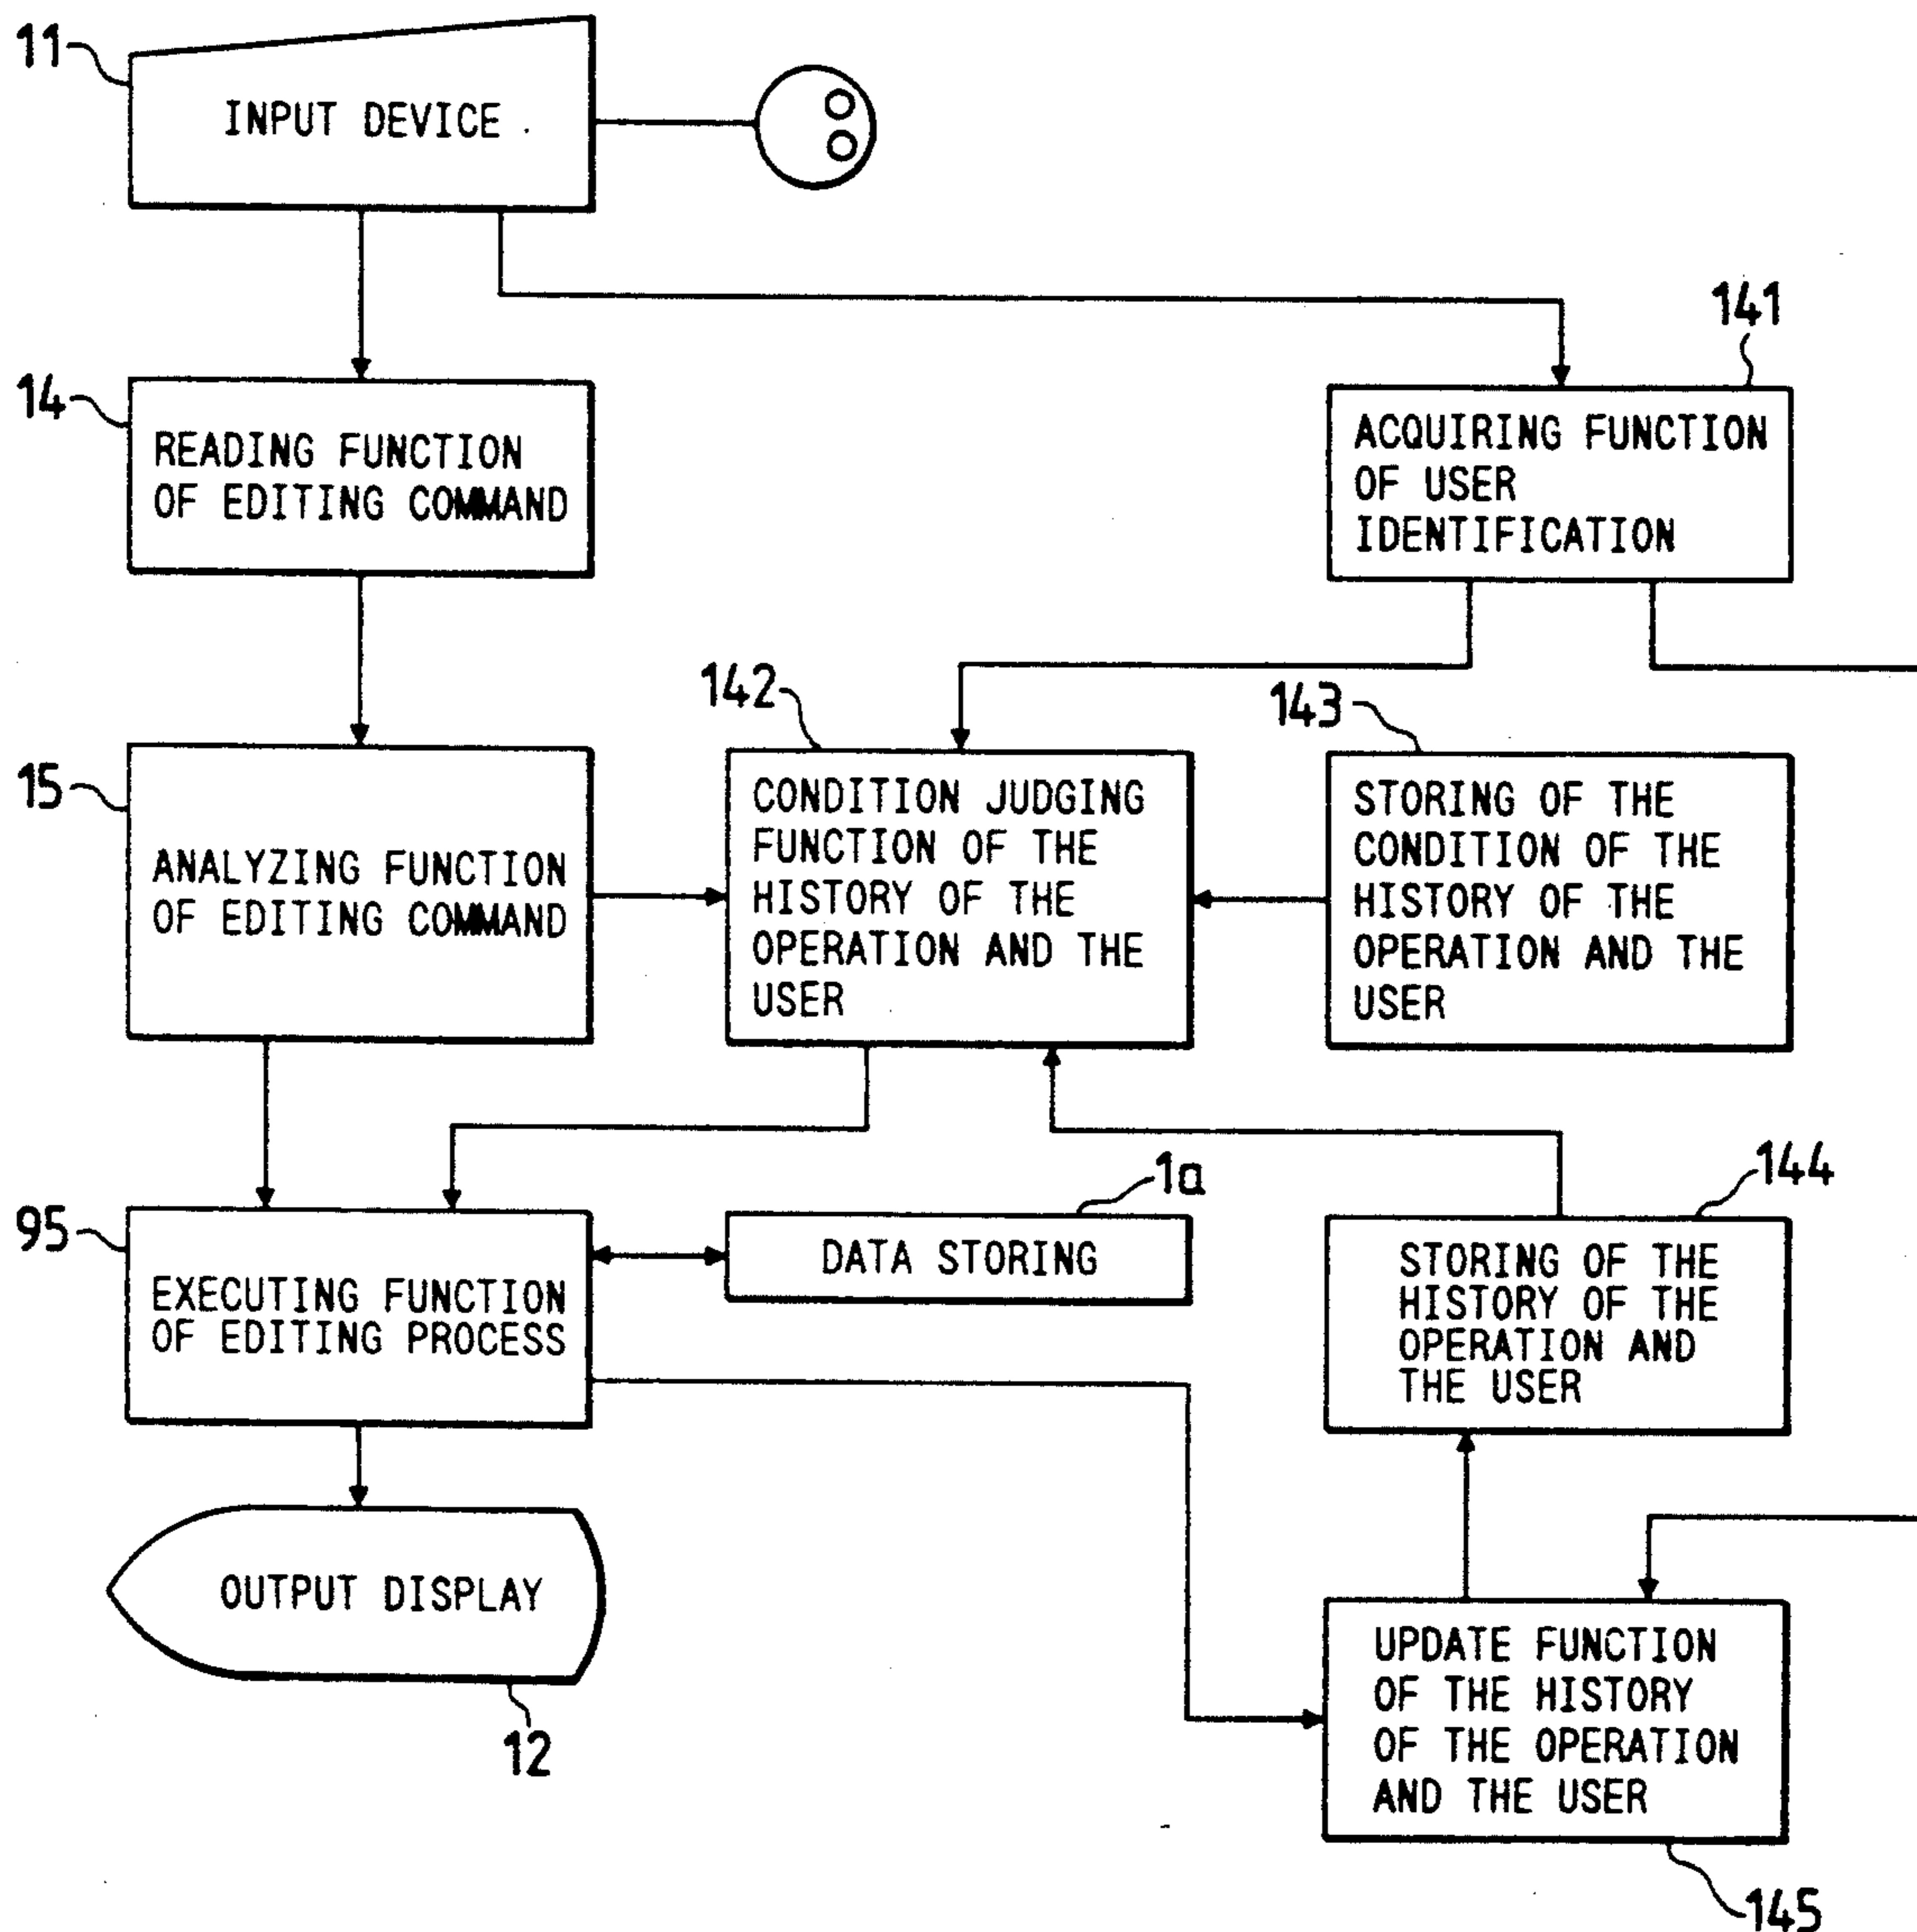 11
INPUT DEVICE
141
14
READING FUNCTION
OF EDITING COMMAND
ACQUIRING FUNCTION
OF USER
IDENTIFICATION
142
143
15
ANALYZING FUNCTION
OF EDITING COMMAND
CONDITION JUDGING
FUNCTION OF THE
HISTORY OF THE
OPERATION AND THE
USER
STORING OF THE
CONDITION OF THE
HISTORY OF THE
OPERATION AND THE
USER
1a
144
95
EXECUTING FUNCTION
OF EDITING PROCESS
DATA STORING
STORING OF THE
HISTORY OF THE
OPERATION AND
THE USER
OUTPUT DISPLAY
12
UPDATE FUNCTION
OF THE HISTORY
OF THE OPERATION
AND THE USER
145